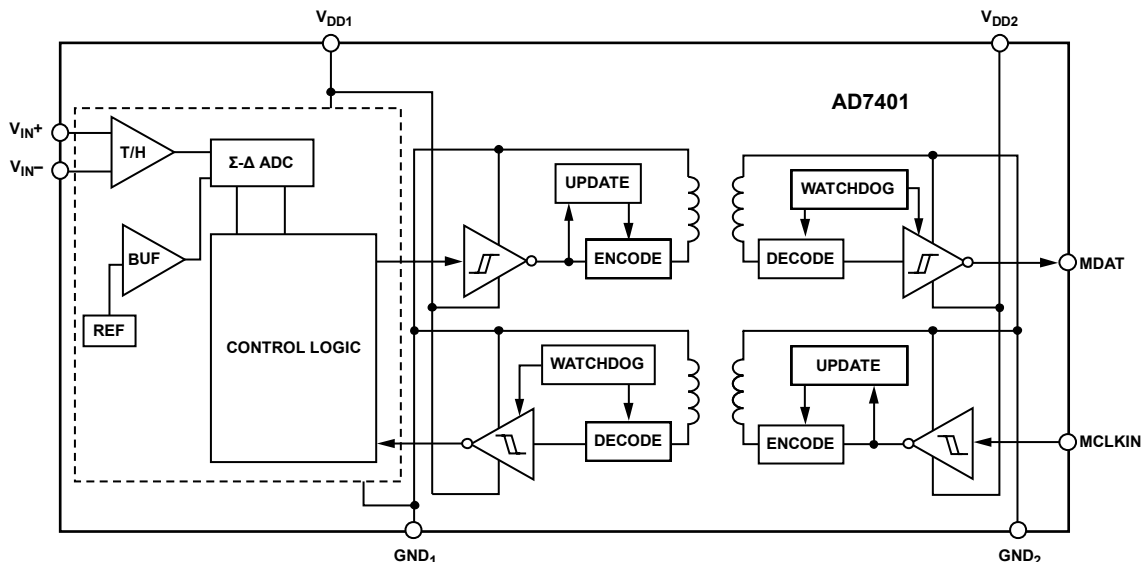 VDD1
VDD2
AD7401
VIN+
VIN−
T/H
Σ-Δ ADC
BUF
REF
CONTROL LOGIC
UPDATE
ENCODE
WATCHDOG
DECODE
MDAT
WATCHDOG
DECODE
UPDATE
ENCODE
MCLKIN
GND1
GND2